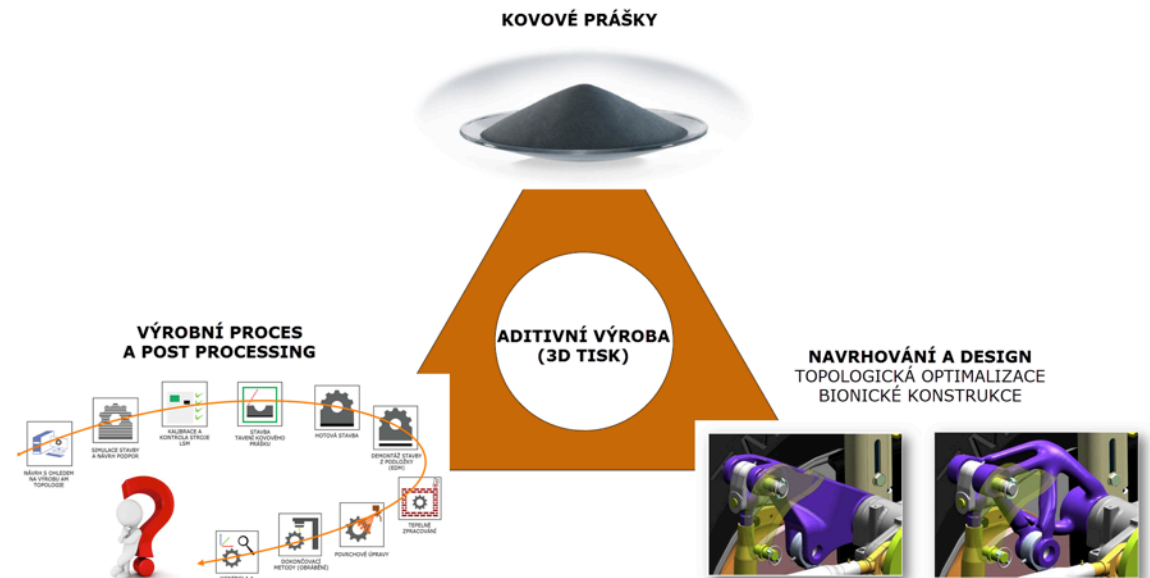 KOVOVÉ PRÁŠKY
ADITIVNÍ VÝROBA
(3D TISK)
VÝROBNÍ PROCES
A POST PROCESSING
NÁVRH S OHLEDEM
NA VÝROBU AM
TOPOLOGIE
SIMULACE STAVBY
A NÁVRH PODPOR
KALIBRACE A
KONTROLA STROJE
LSM
STAVBA
TAVENÍ KOVOVÉHO
PRÁŠKU
HOTOVÁ STAVBA
DEMONTÁŽ STAVBY
Z PODLOŽKY
(EDM)
TEPELNÉ
ZPRACOVÁNÍ
POVRCHOVÉ ÚPRAVY
DOKONČOVACÍ
METODY (OBRÁBĚNÍ)
NAVRHOVÁNÍ A DESIGN
TOPOLOGICKÁ OPTIMALIZACE
BIONICKÉ KONSTRUKCE